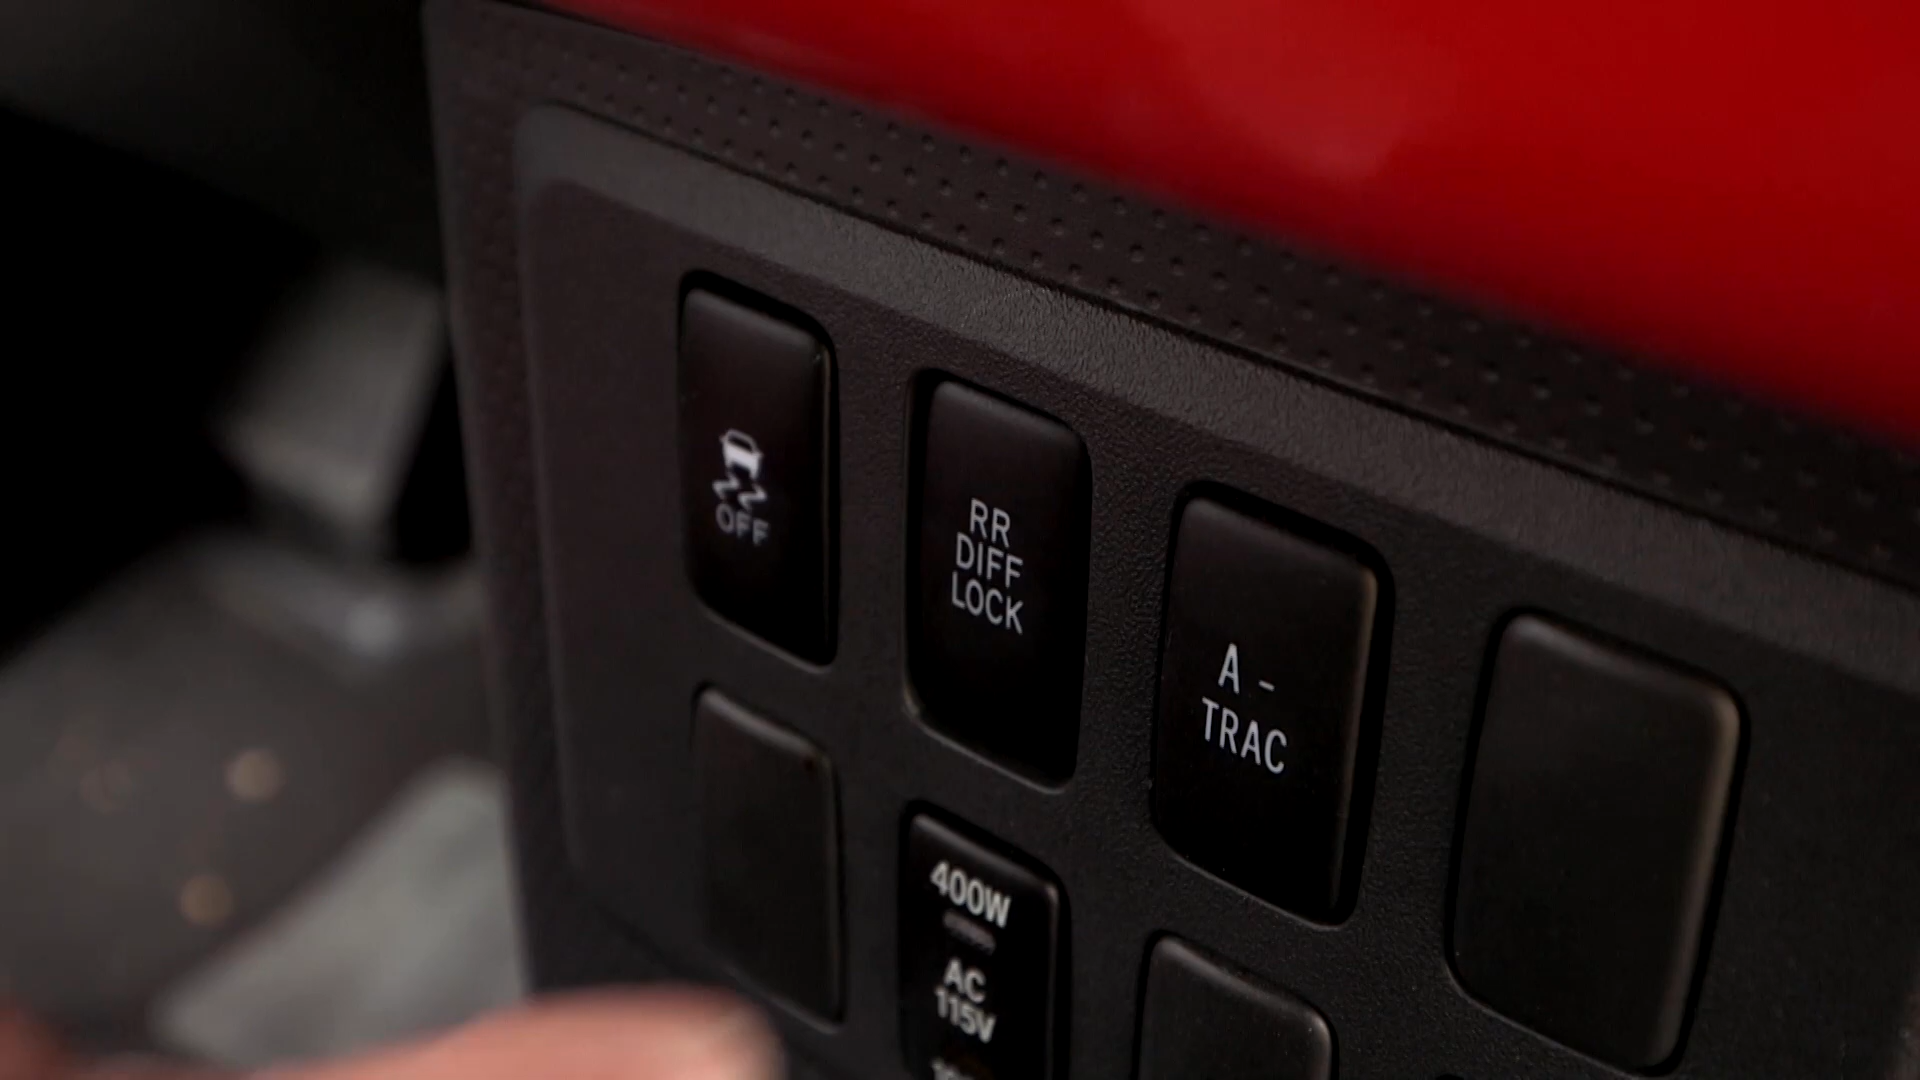 OFF
RR
DIFF
LOCK
A -
TRAC
400W
AC
115V